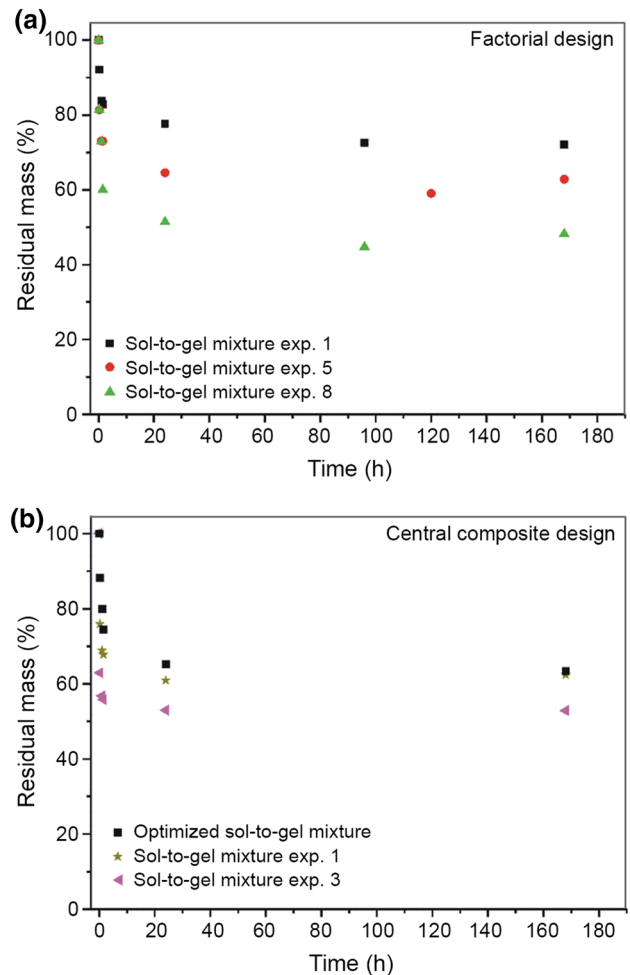 (a)
Factorial design
100
80
60
40
20
0
Residual mass (%)
Sol-to-gel mixture exp. 1
Sol-to-gel mixture exp. 5
Sol-to-gel mixture exp. 8
0 20 40 60 80 100 120 140 160 180
Time (h)
(b)
Central composite design
100
80
60
40
20
0
Residual mass (%)
Optimized sol-to-gel mixture
Sol-to-gel mixture exp. 1
Sol-to-gel mixture exp. 3
0 20 40 60 80 100 120 140 160 180
Time (h)